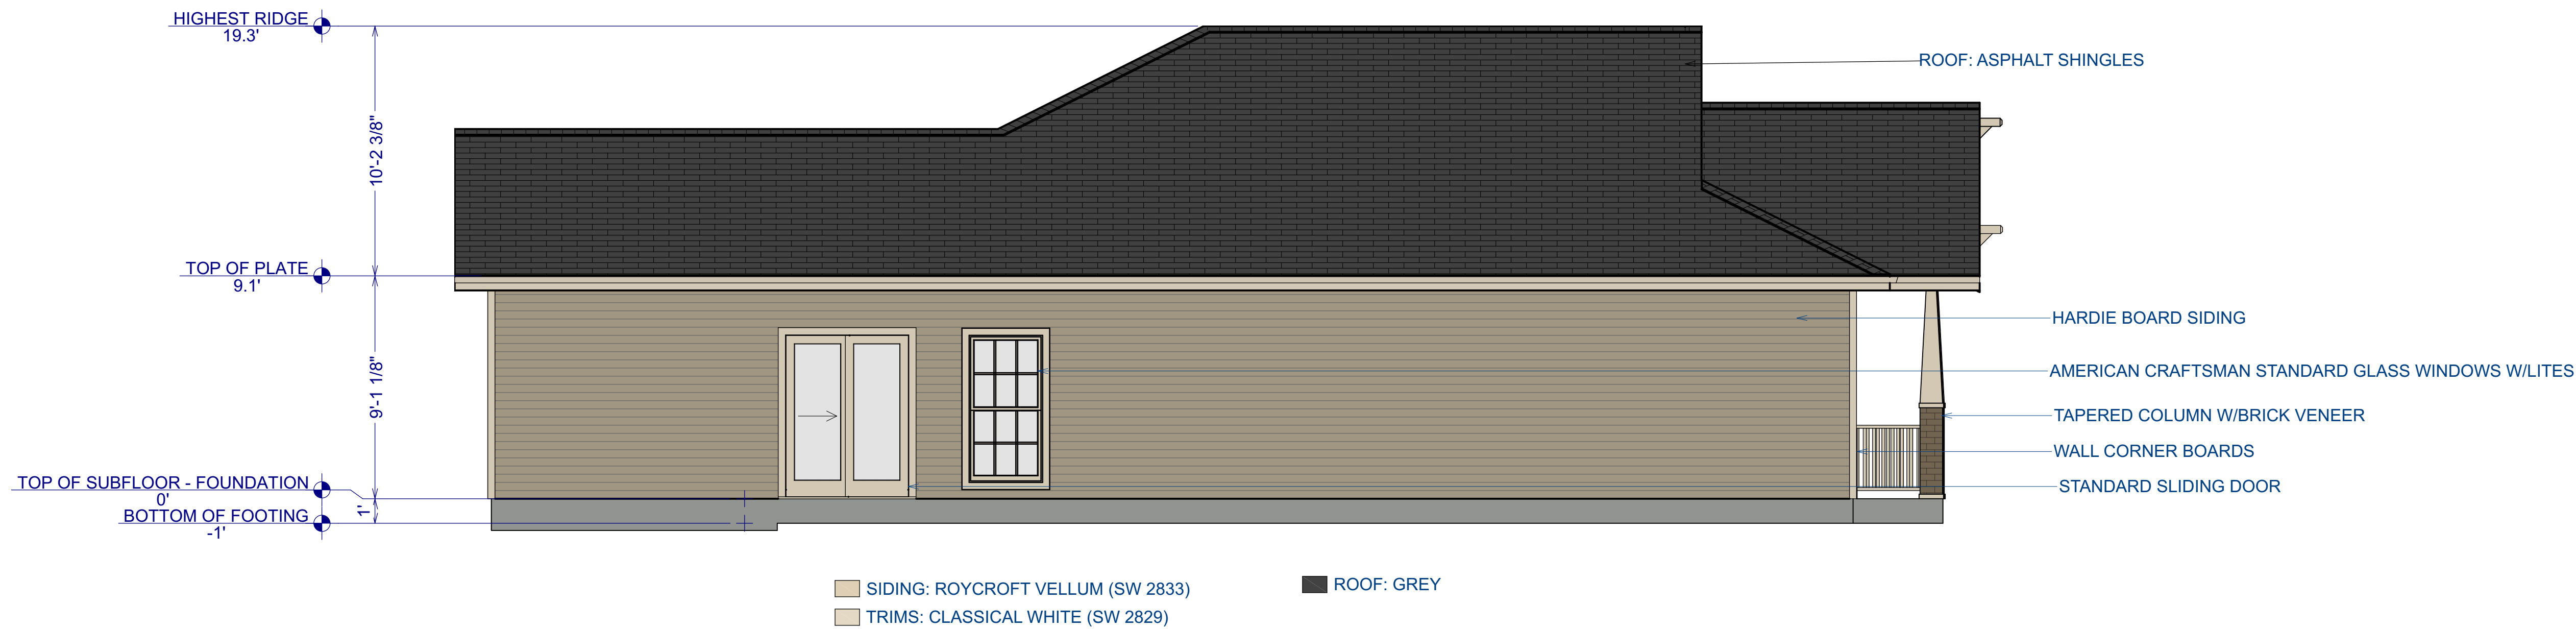 HIGHEST RIDGE
19.3'
ROOF: ASPHALT SHINGLES
10'-2 3/8"
TOP OF PLATE
9.1'
HARDIE BOARD SIDING
AMERICAN CRAFTSMAN STANDARD GLASS WINDOWS W/LITES
9'-1 1/8"
TAPERED COLUMN W/BRICK VENEER
WALL CORNER BOARDS
TOP OF SUBFLOOR - FOUNDATION
0'
STANDARD SLIDING DOOR
1'
BOTTOM OF FOOTING
-1'
SIDING: ROYCROFT VELLUM (SW 2833)
ROOF: GREY
TRIMS: CLASSICAL WHITE (SW 2829)